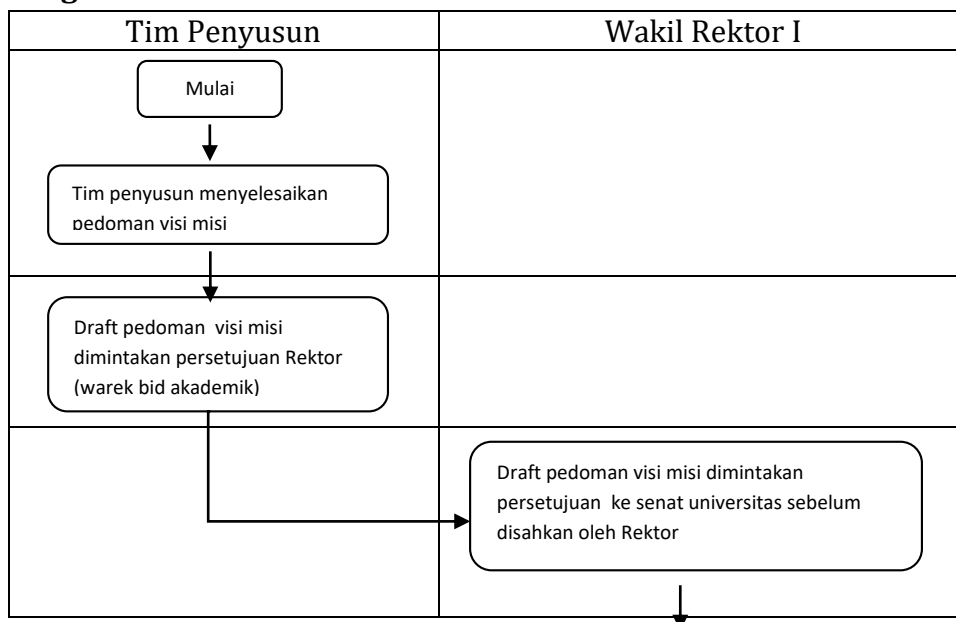 Tim Penyusun
Wakil Rektor I
Mulai
Tim penyusun menyelesaikan
pedoman visi misi
Draft pedoman visi misi
dimintakan persetujuan Rektor
(warek bid akademik)
Draft pedoman visi misi dimintakan
persetujuan ke senat universitas sebelum
disahkan oleh Rektor